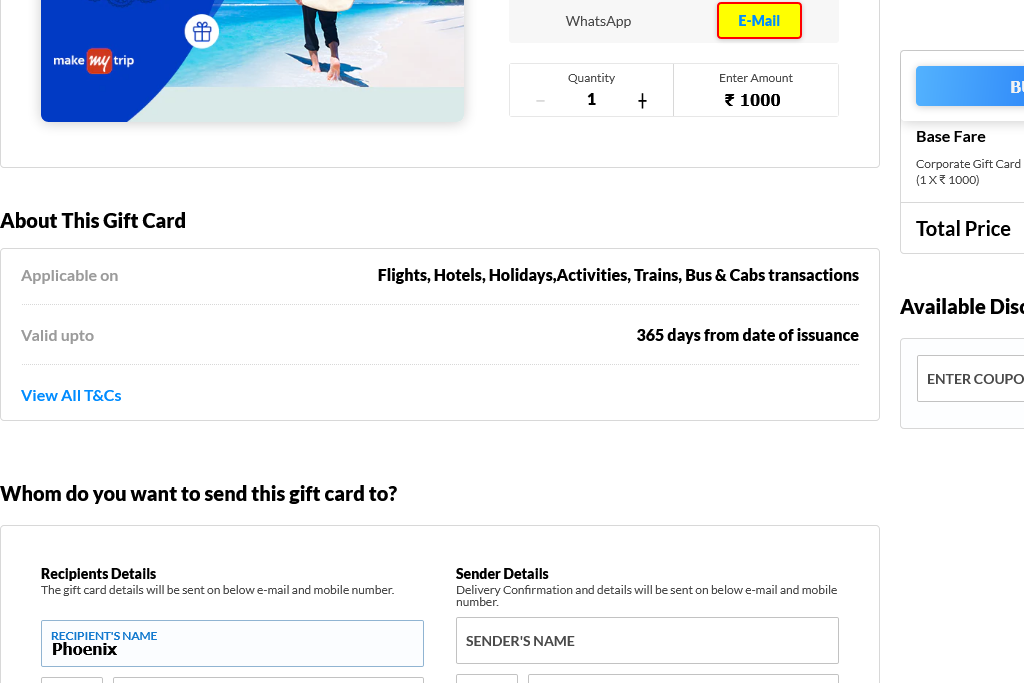 make my trip
WhatsApp
E-Mail
Quantity
Enter Amount
1
+
₹ 1000
About This Gift Card
Applicable on
Flights, Hotels, Holidays,Activities, Trains, Bus & Cabs transactions
Valid upto
365 days from date of issuance
View All T&Cs
Whom do you want to send this gift card to?
Recipients Details
The gift card details will be sent on below e-mail and mobile number.
RECIPIENT'S NAME
Phoenix
Sender Details
Delivery Confirmation and details will be sent on below e-mail and mobile
number.
SENDER'S NAME
Base Fare
Corporate Gift Card
(1 X ₹ 1000)
Total Price
Available
ENTER